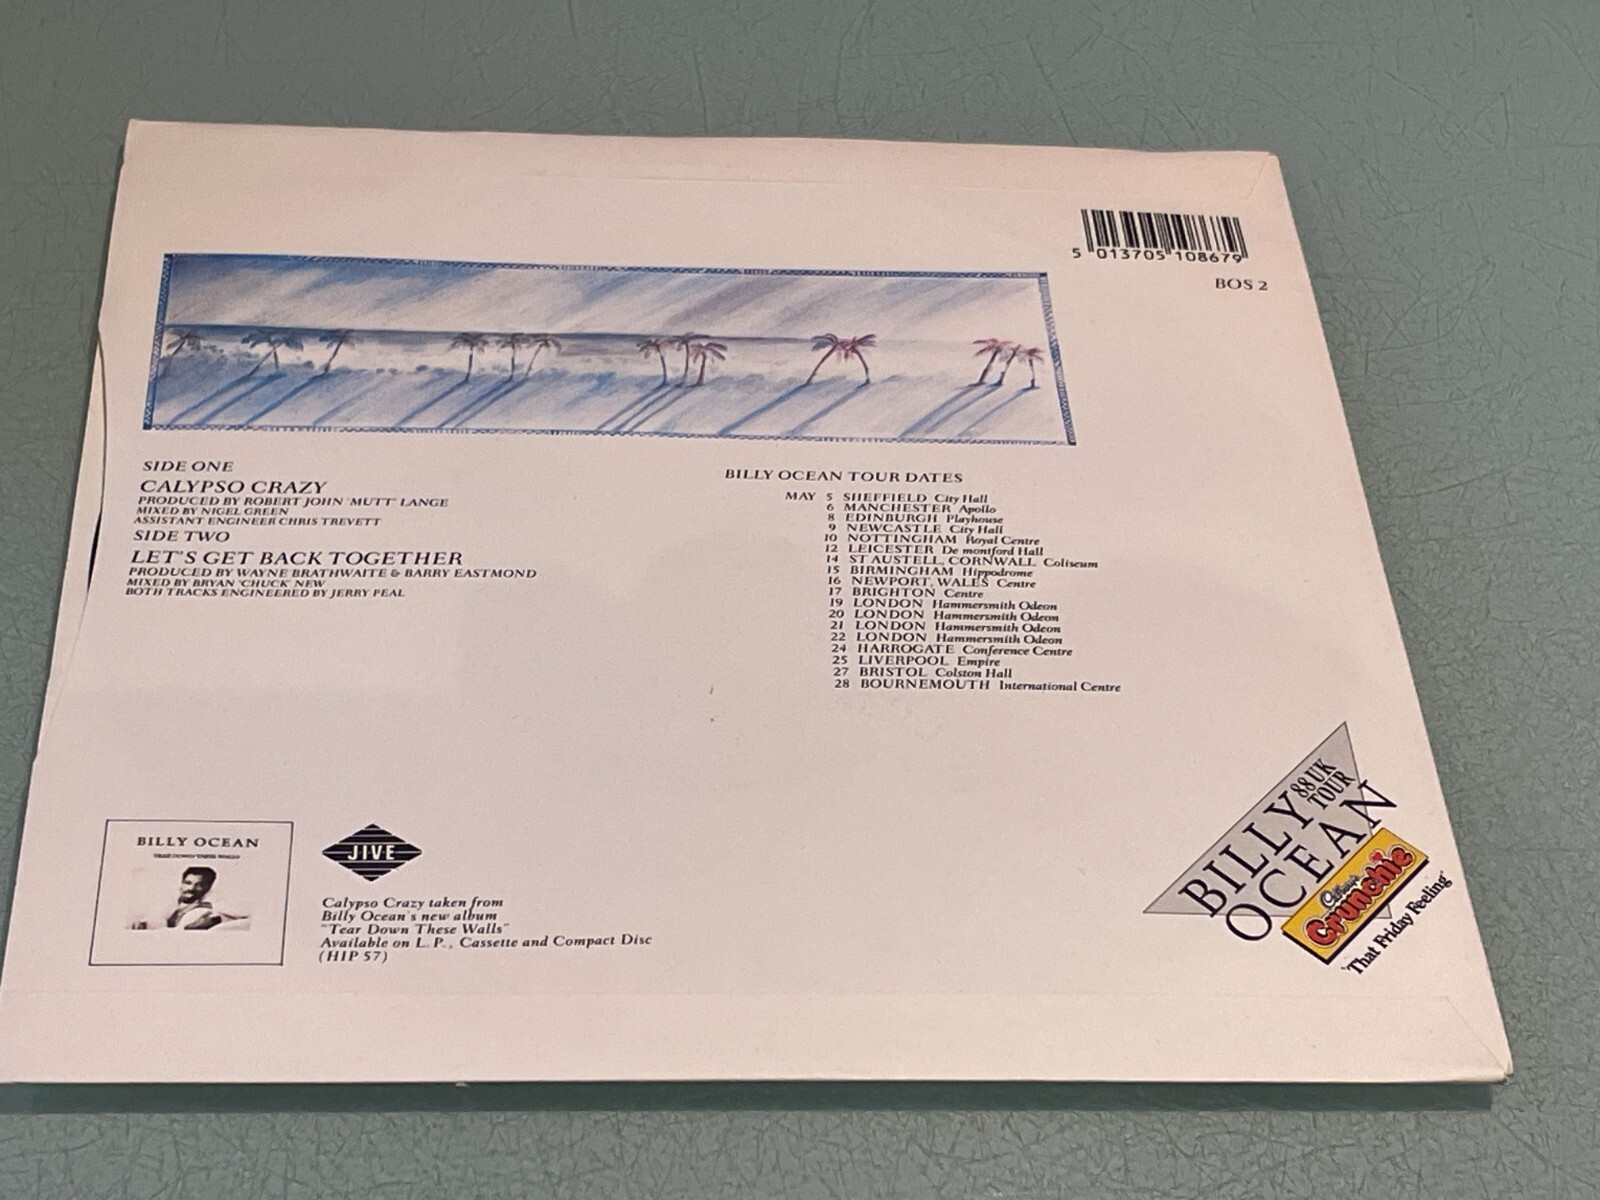 5 013705 108679
BOS 2
SIDE ONE
CALYPSO CRAZY
PRODUCED BY ROBERT JOHN 'MUTT' LANGE
MIXED BY NIGEL GREEN
ASSISTANT ENGINEER CHRIS TREVETT
SIDE TWO
LET'S GET BACK TOGETHER
PRODUCED BY WAYNE BRATHWAITE & BARRY EASTMOND
MIXED BY BRYAN 'CHUCK' NEW
BOTH TRACKS ENGINEERED BY JERRY PEAL
BILLY OCEAN TOUR DATES
MAY 5 SHEFFIELD City Hall
6 MANCHESTER Apollo
8 EDINBURGH Playhouse
9 NEWCASTLE City Hall
10 NOTTINGHAM Royal Centre
12 LEICESTER De montford Hall
14 ST AUSTELL, CORNWALL Coliseum
15 BIRMINGHAM Hippodrome
16 NEWPORT, WALES Centre
17 BRIGHTON Centre
19 LONDON Hammersmith Odeon
20 LONDON Hammersmith Odeon
21 LONDON Hammersmith Odeon
22 LONDON Hammersmith Odeon
24 HARROGATE Conference Centre
25 LIVERPOOL Empire
27 BRISTOL Colston Hall
28 BOURNEMOUTH International Centre
BILLY OCEAN
TEAR DOWN THESE WALLS
JIVE
Calypso Crazy taken from
Billy Ocean's new album
"Tear Down These Walls"
Available on L.P., Cassette and Compact Disc
(HIP 57)
88 UK
TOUR
BILLY
OCEAN
Cadbury's
Crunchie
'That Friday Feeling'